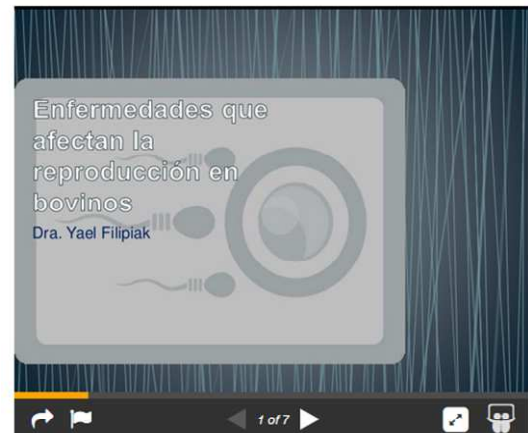 Enfermedades que
afectan la
reproducción en
bovinos
Dra. Yael Filipiak
1 of 7